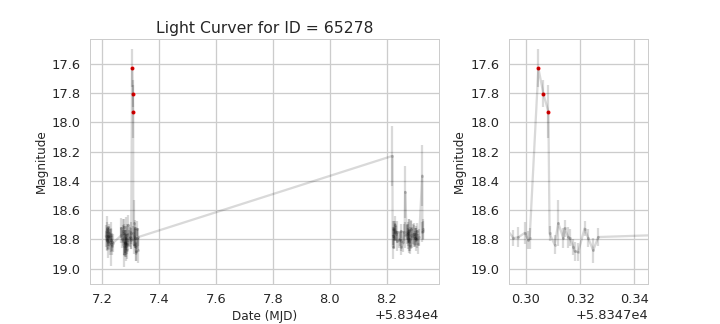 Light Curver for ID = 65278
Magnitude
17.6
17.8
18.0
18.2
18.4
18.6
18.8
19.0
7.2 7.4 7.6 7.8 8.0 8.2
Date (MJD)
+5.834e4
Magnitude
17.6
17.8
18.0
18.2
18.4
18.6
18.8
19.0
0.30 0.32 0.34
+5.8347e4